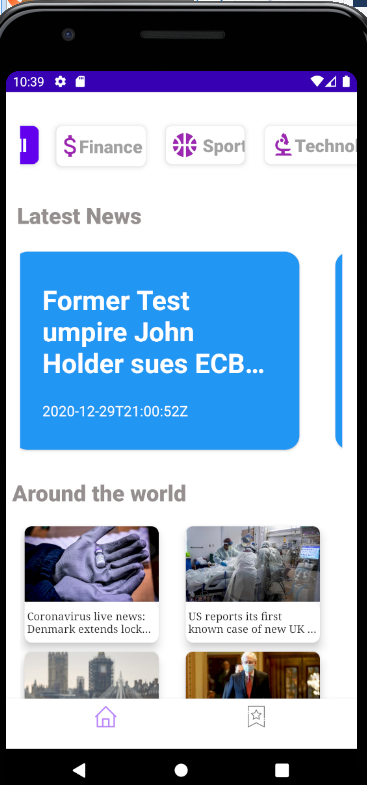 10:39
ll
Finance
Sport
Technol
Latest News
Former Test
umpire John
Holder sues ECB...
2020-12-29T21:00:52Z
Around the world
Coronavirus live news:
Denmark extends lock...
US reports its first
known case of new UK ...